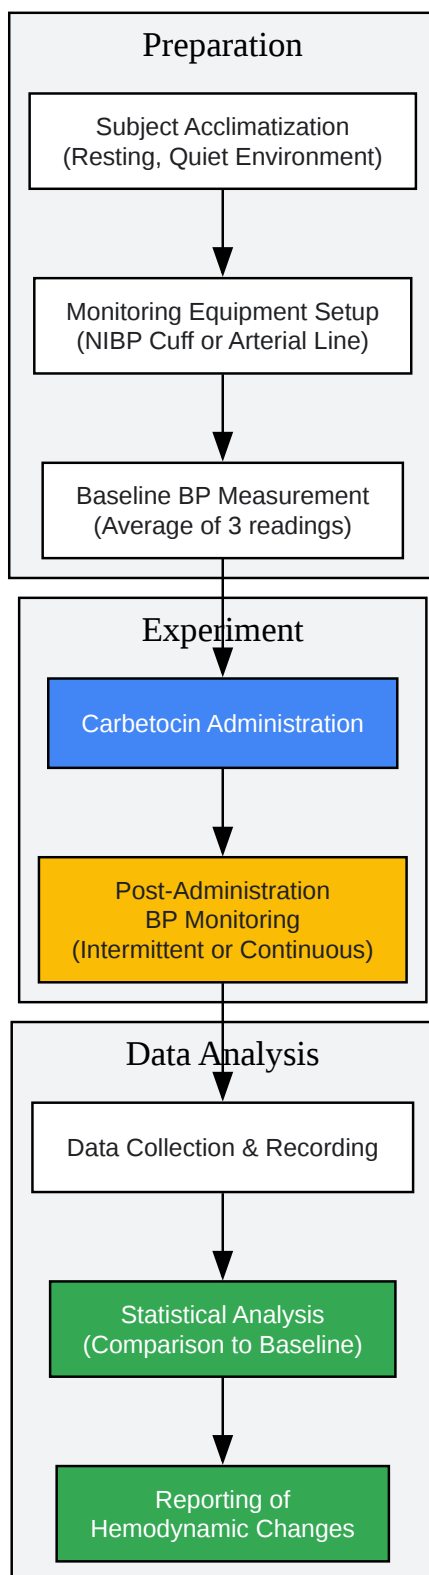 Preparation
Subject Acclimatization
(Resting, Quiet Environment)
Monitoring Equipment Setup
(NIBP Cuff or Arterial Line)
Baseline BP Measurement
(Average of 3 readings)
Experiment
Carbetocin Administration
Post-Administration
BP Monitoring
(Intermittent or Continuous)
Data Analysis
Data Collection & Recording
Statistical Analysis
(Comparison to Baseline)
Reporting of
Hemodynamic Changes